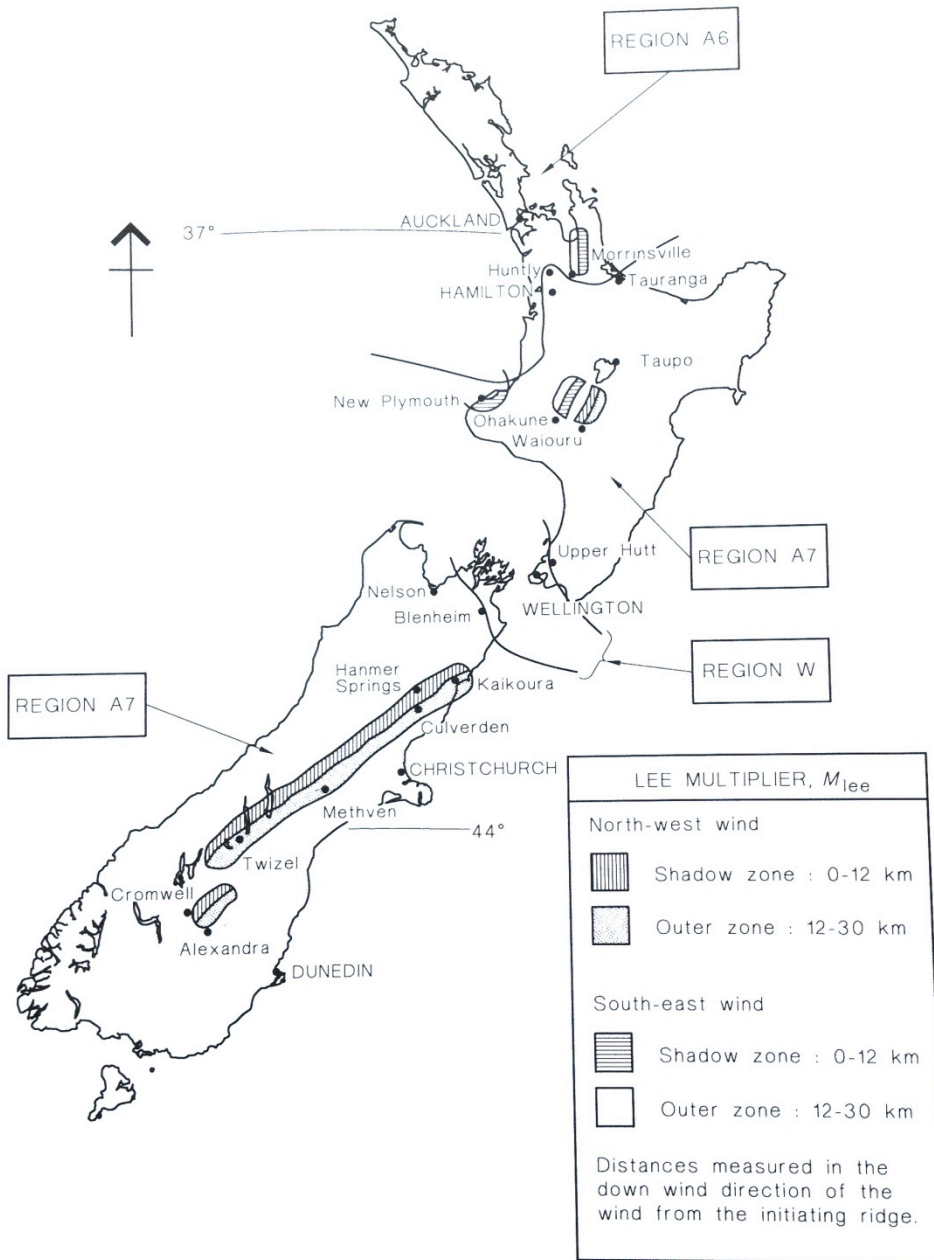 REGION A6
AUCKLAND
37°
Morrinsville
Huntly
Tauranga
HAMILTON
Taupo
New Plymouth
Ohakune
Waiouru
Upper Hutt
REGION A7
Nelson
WELLINGTON
Blenheim
REGION W
Hanmer
Springs
Kaikoura
REGION A7
Culverden
CHRISTCHURCH
Methven
44°
Twizel
Cromwell
Alexandra
DUNEDIN
LEE MULTIPLIER, Mlee
North-west wind
Shadow zone : 0-12 km
Outer zone : 12-30 km
South-east wind
Shadow zone : 0-12 km
Outer zone : 12-30 km
Distances measured in the
down wind direction of the
wind from the initiating ridge.